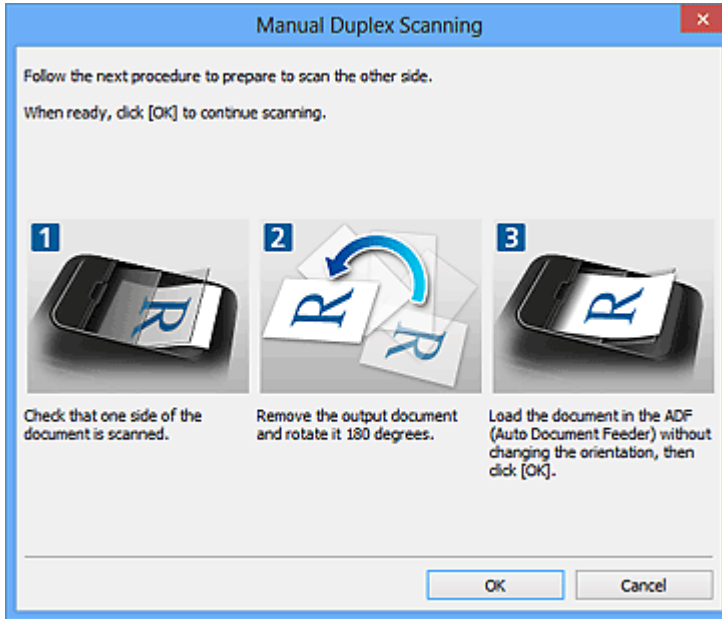 Manual Duplex Scanning
Follow the next procedure to prepare to scan the other side.
When ready, click [OK] to continue scanning.
1
2
3
R
R
R
R
Check that one side of the
document is scanned.
Remove the output document
and rotate it 180 degrees.
Load the document in the ADF
(Auto Document Feeder) without
changing the orientation, then
click [OK].
OK
Cancel